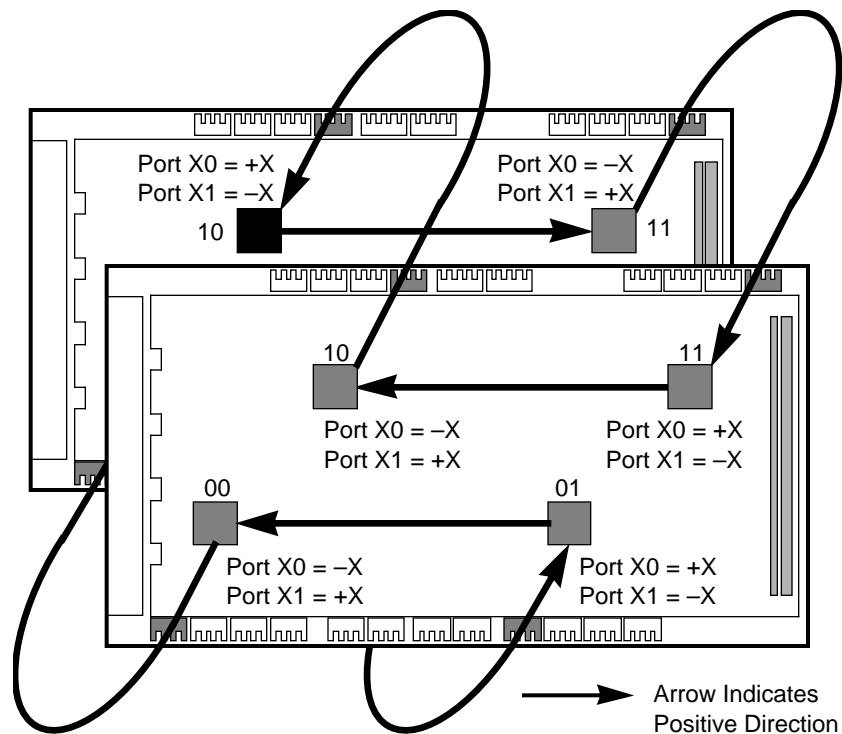 Port X0 = +X
Port X1 = –X
Port X0 = –X
Port X1 = +X
10
11
10
11
Port X0 = –X
Port X1 = +X
Port X0 = +X
Port X1 = –X
00
01
Port X0 = –X
Port X1 = +X
Port X0 = +X
Port X1 = –X
Arrow Indicates
Positive Direction